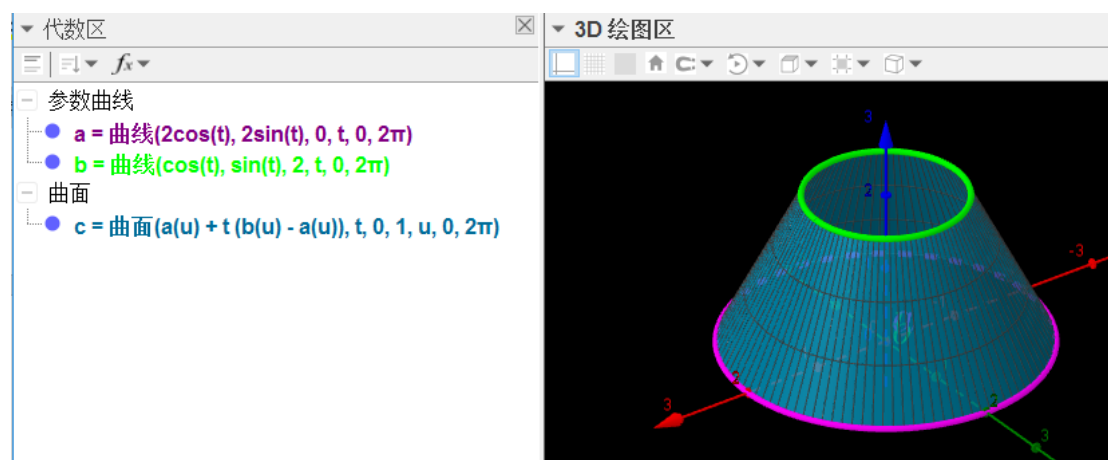 代数区
3D 绘图区
fx
参数曲线
a = 曲线(2cos(t), 2sin(t), 0, t, 0, 2π)
b = 曲线(cos(t), sin(t), 2, t, 0, 2π)
曲面
c = 曲面(a(u) + t (b(u) - a(u)), t, 0, 1, u, 0, 2π)
3
2
-3
0
2
2
3
3